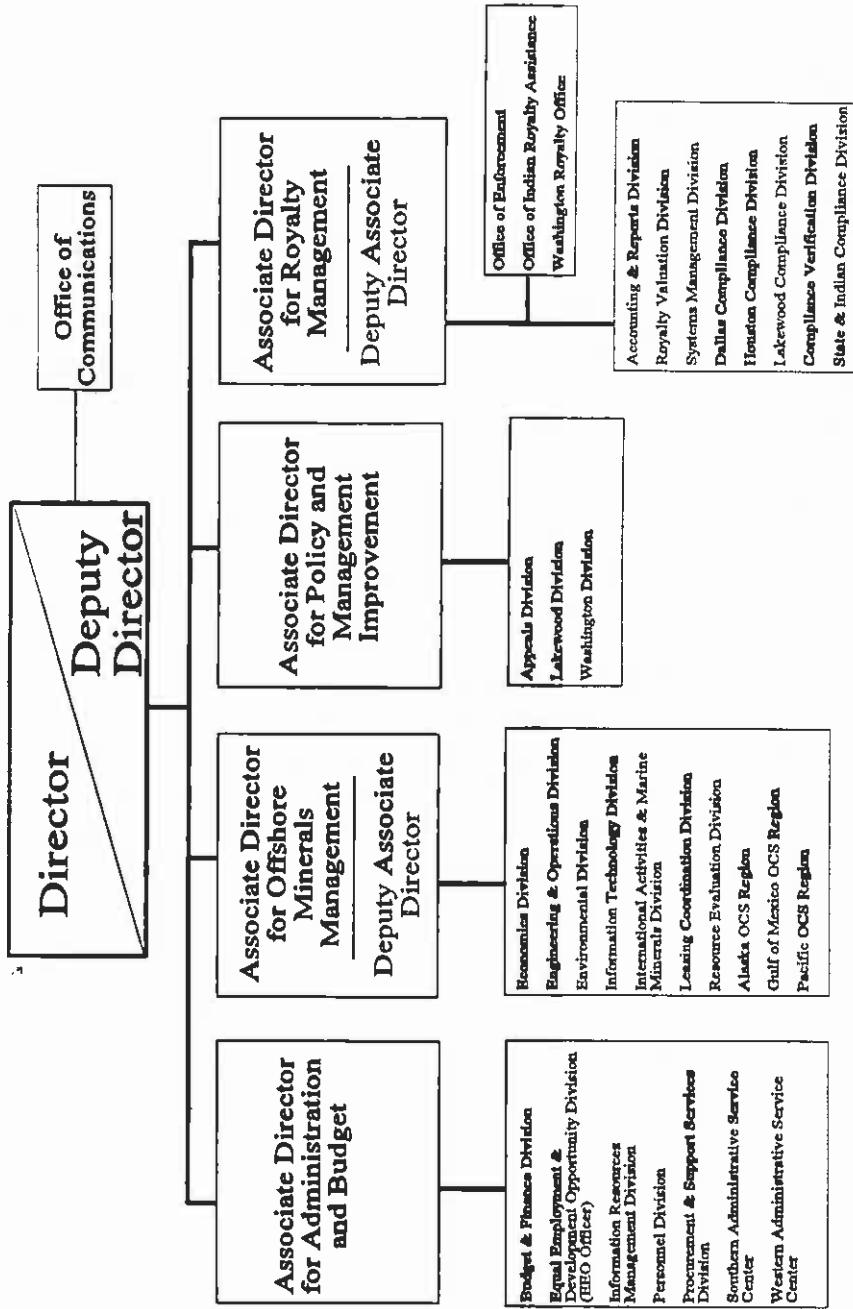 Director
Deputy
Director
Office of
Communications
Associate Director
for Administration
and Budget
Associate Director
for Offshore
Minerals
Management
Deputy Associate
Director
Associate Director
for Policy and
Management
Improvement
Associate Director
for Royalty
Management
Deputy Associate
Director
Budget & Finance Division
Equal Employment &
Development Opportunity Division
(EEO Officer)
Information Resources
Management Division
Personnel Division
Procurement & Support Services
Division
Southern Administrative Service
Center
Western Administrative Service
Center
Economics Division
Engineering & Operations Division
Environmental Division
Information Technology Division
International Activities & Marine
Minerals Division
Leasing Coordination Division
Resource Evaluation Division
Alaska OCS Region
Gulf of Mexico OCS Region
Pacific OCS Region
Appeals Division
Lakewood Division
Washington Division
Office of Enforcement
Office of Indian Royalty Assistance
Washington Royalty Office
Accounting & Reports Division
Royalty Valuation Division
Systems Management Division
Dallas Compliance Division
Houston Compliance Division
Lakewood Compliance Division
Compliance Verification Division
State & Indian Compliance Division